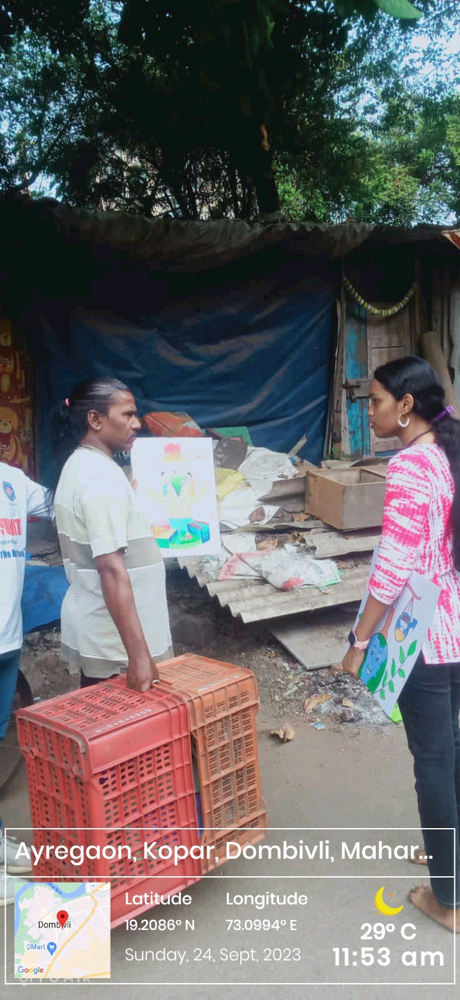 Ayregaon, Kopar, Dombivli, Mahar...
Latitude
Longitude
19.2086° N
73.0994° E
Sunday, 24, Sept, 2023
29° C
11:53 am
Dombivli
DMart
Google